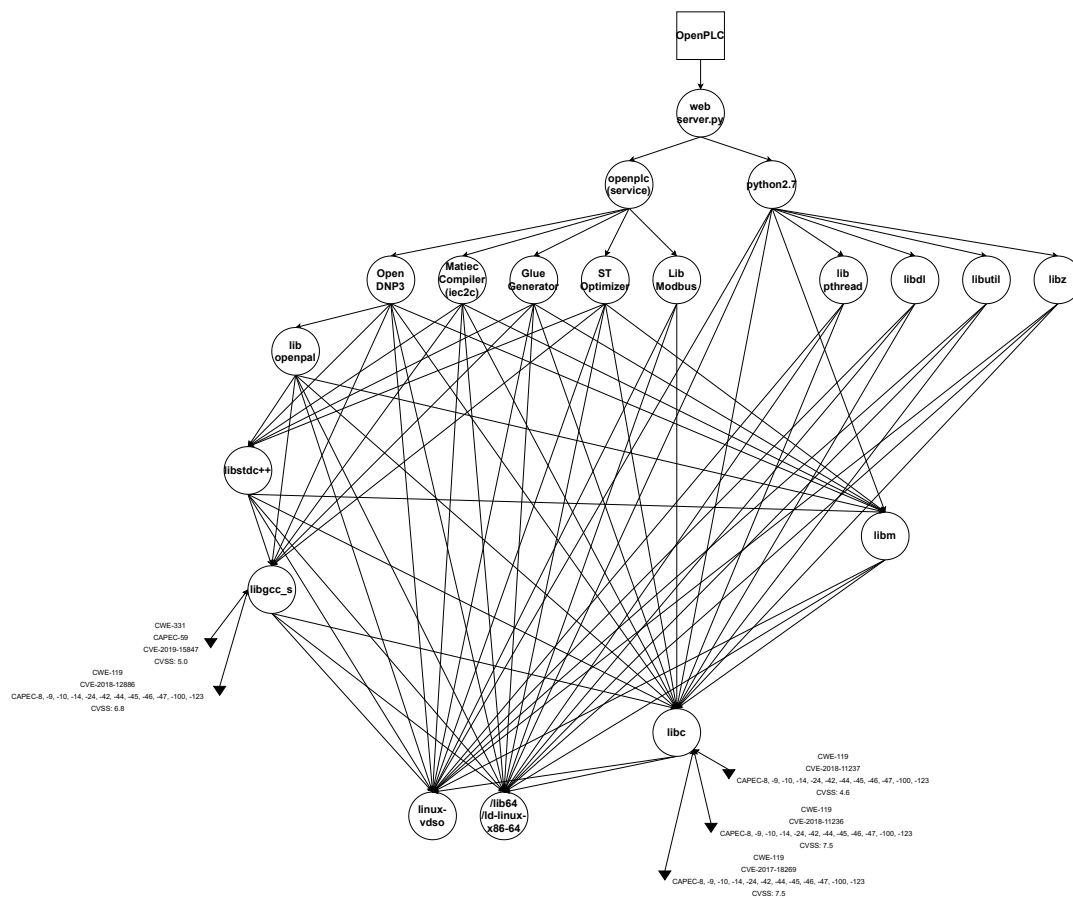 OpenPLC
web
server.py
openplc
(service)
python2.7
Open
DNP3
Matiec
Compiler
(iec2c)
Glue
Generator
ST
Optimizer
Lib
Modbus
lib
pthread
libdl
libutil
libz
lib
openpal
libstdc++
libm
libgcc_s
CWE-331
CAPEC-59
CVE-2019-15847
CVSS: 5.0
CWE-119
CVE-2018-12886
CAPEC-8, -9, -10, -14, -24, -42, -44, -45, -46, -47, -100, -123
CVSS: 6.8
libc
CWE-119
CVE-2018-11237
CAPEC-8, -9, -10, -14, -24, -42, -44, -45, -46, -47, -100, -123
CVSS: 4.6
linux-
vdso
/lib64
/ld-linux-
x86-64
CWE-119
CVE-2018-11236
CAPEC-8, -9, -10, -14, -24, -42, -44, -45, -46, -47, -100, -123
CVSS: 7.5
CWE-119
CVE-2017-18269
CAPEC-8, -9, -10, -14, -24, -42, -44, -45, -46, -47, -100, -123
CVSS: 7.5